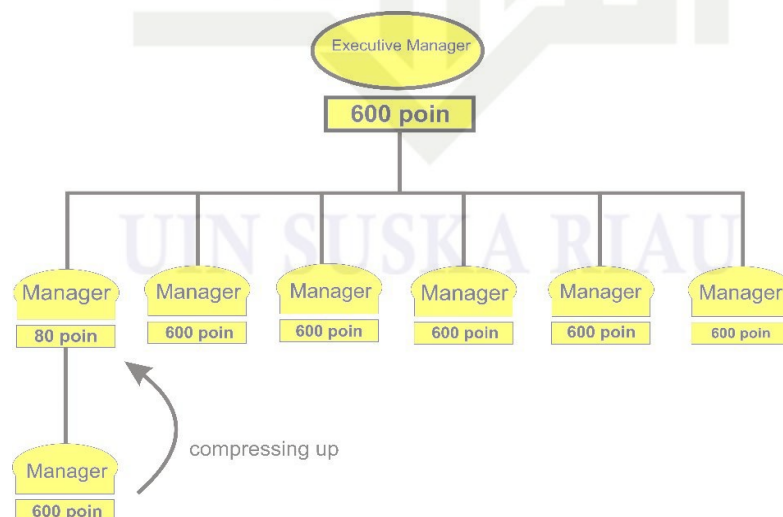 Executive Manager
600 poin
UIN SUSKA RIAU
Manager
Manager
Manager
Manager
Manager
Manager
80 poin
600 poin
600 poin
600 poin
600 poin
600 poin
compressing up
Manager
600 poin